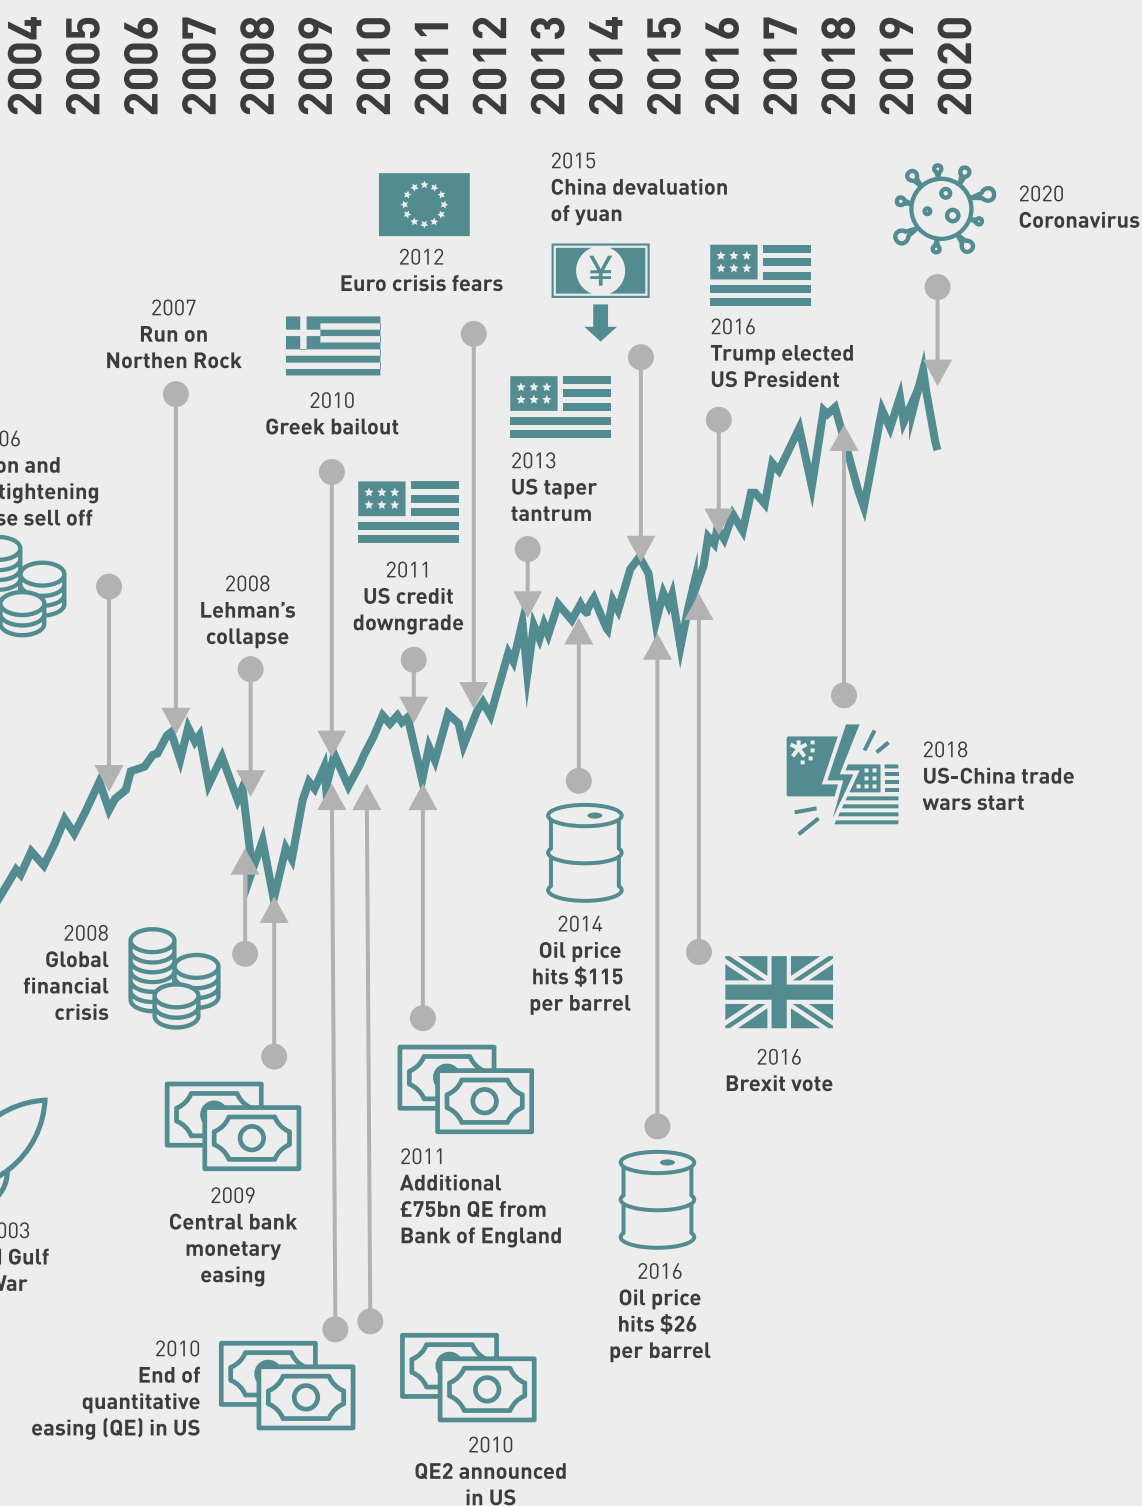 2004
2005
2006
2007
2008
2009
2010
2011
2012
2013
2014
2015
2016
2017
2018
2019
2020
2015
China devaluation
of yuan
¥
2020
Coronavirus
2012
Euro crisis fears
2007
Run on
Northen Rock
2016
Trump elected
US President
2010
Greek bailout
06
on and
tightening
se sell off
2013
US taper
tantrum
2008
Lehman's
collapse
2011
US credit
downgrade
2018
US-China trade
wars start
2008
Global
financial
crisis
2014
Oil price
hits $115
per barrel
2016
Brexit vote
2009
Central bank
monetary
easing
2011
Additional
£75bn QE from
Bank of England
003
Gulf
War
2016
Oil price
hits $26
per barrel
2010
End of
quantitative
easing (QE) in US
2010
QE2 announced
in US